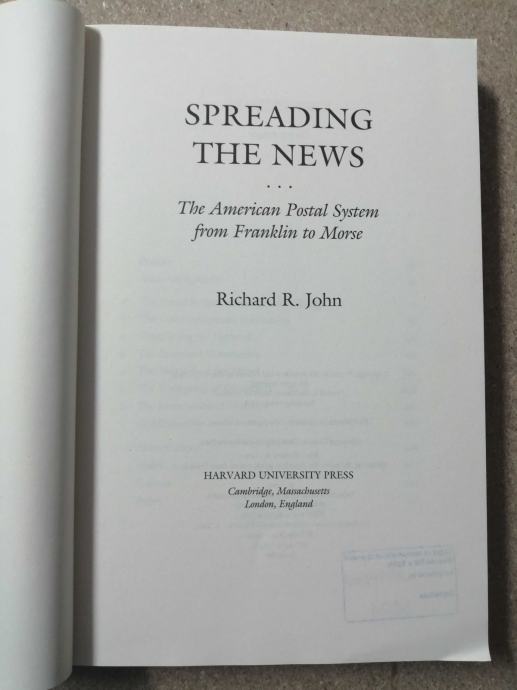 SPREADING
THE NEWS
...
The American Postal System
from Franklin to Morse
Richard R. John
HARVARD UNIVERSITY PRESS
Cambridge, Massachusetts
London, England